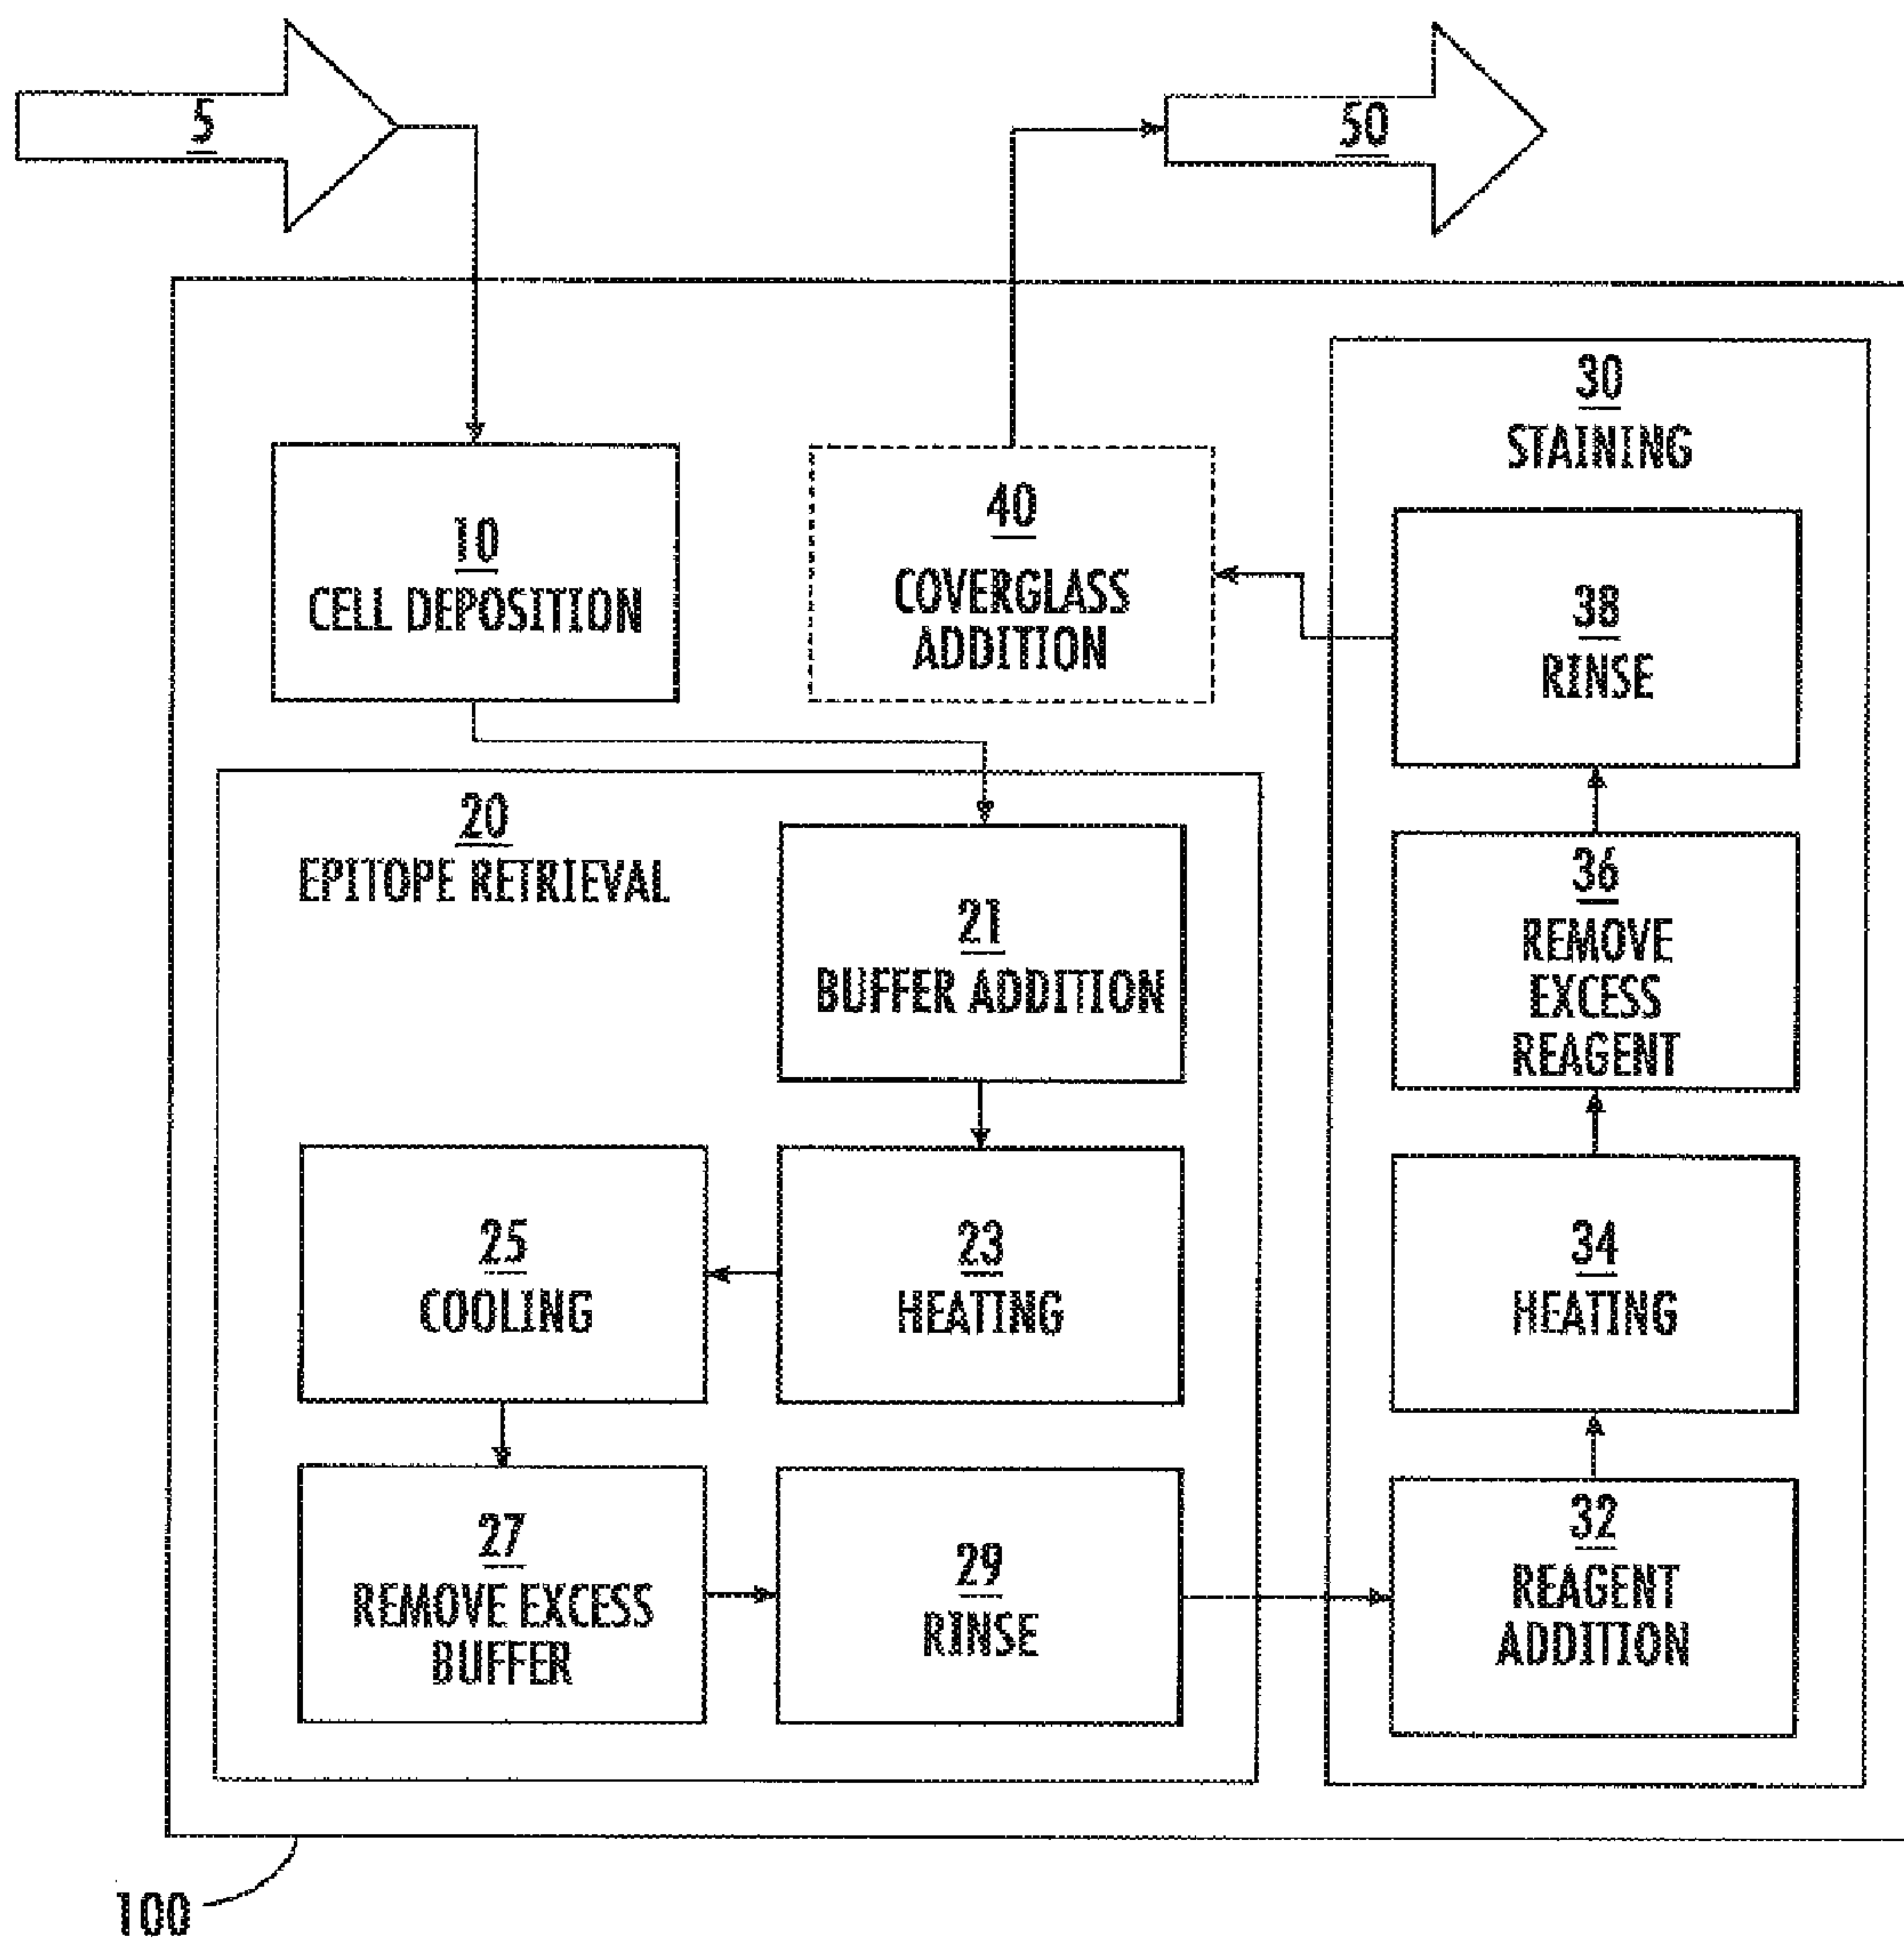 5
50
10
CELL DEPOSITION
40
COVERGLASS
ADDITION
30
STAINING
38
RINSE
36
REMOVE
EXCESS
REAGENT
34
HEATING
32
REAGENT
ADDITION
20
EPITOPE RETRIEVAL
21
BUFFER ADDITION
23
HEATING
25
COOLING
27
REMOVE EXCESS
BUFFER
29
RINSE
100